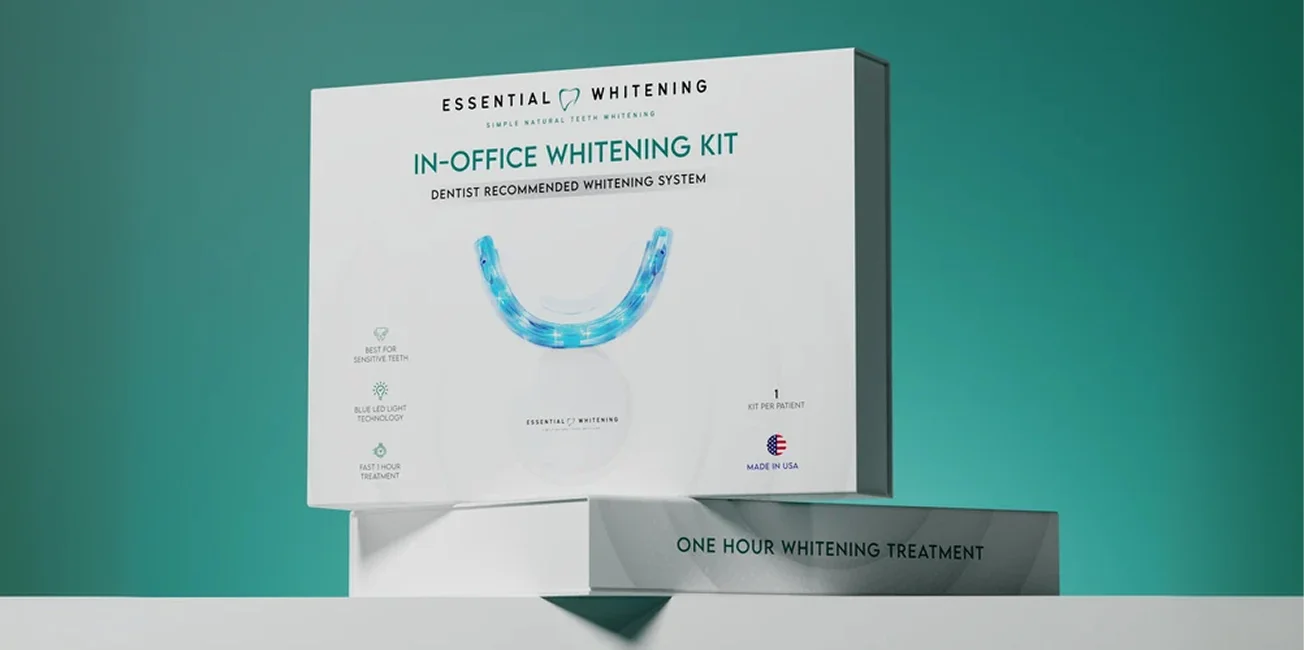 ESSENTIAL WHITENING
SIMPLE NATURAL TEETH WHITENING
IN-OFFICE WHITENING KIT
DENTIST RECOMMENDED WHITENING SYSTEM
BEST FOR
SENSITIVE TEETH
BLUE LED LIGHT
TECHNOLOGY
FAST 1 HOUR
TREATMENT
ESSENTIAL WHITENING
1
KIT PER PATIENT
MADE IN USA
ONE HOUR WHITENING TREATMENT